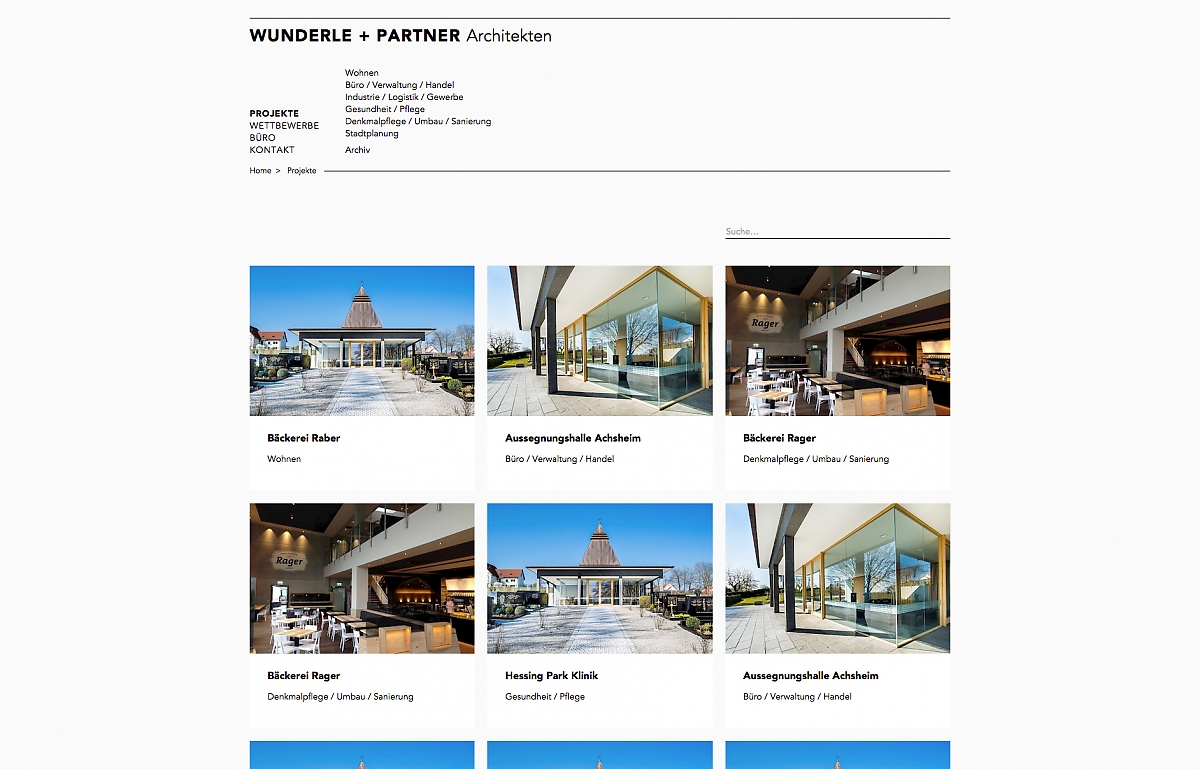 WUNDERLE + PARTNER Architekten
Wohnen
Büro / Verwaltung / Handel
Industrie / Logistik / Gewerbe
Gesundheit / Pflege
Denkmalpflege / Umbau / Sanierung
Stadtplanung
Archiv
PROJEKTE
WETTBEWERBE
BÜRO
KONTAKT
Home > Projekte
Suche...
Rager
Bäckerei Raber
Wohnen
Aussegnungshalle Achsheim
Büro / Verwaltung / Handel
Bäckerei Rager
Denkmalpflege / Umbau / Sanierung
Rager
Bäckerei Rager
Denkmalpflege / Umbau / Sanierung
Hessing Park Klinik
Gesundheit / Pflege
Aussegnungshalle Achsheim
Büro / Verwaltung / Handel